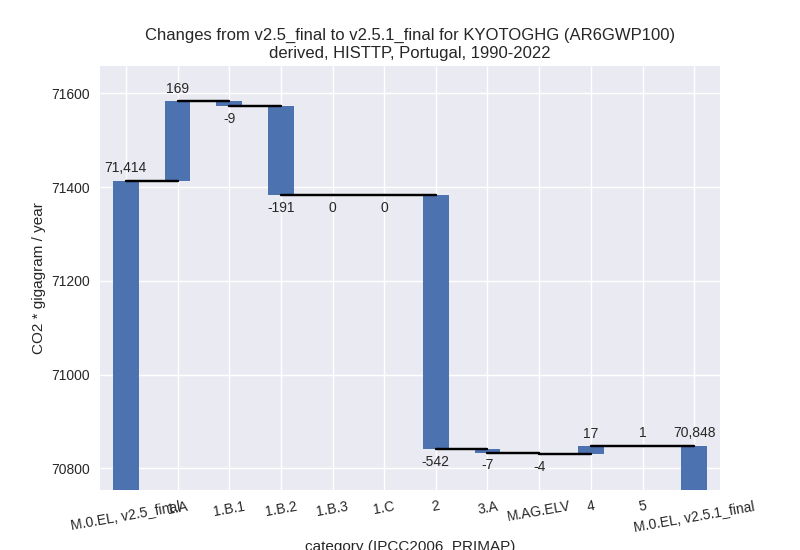 Changes from v2.5_final to v2.5.1_final for KYOTOGHG (AR6GWP100)
derived, HISTTP, Portugal, 1990-2022
CO2 * gigagram / year
71600
71400
71200
71000
70800
71,414
169
-9
-191
0
0
-542
-7
-4
17
1
70,848
M.0.EL, v2.5_final
1.A
1.B.1
1.B.2
1.B.3
1.C
2
3.A
M.AG.ELV
4
5
M.0.EL, v2.5.1_final
category (IPCC2006_PRIMAP)